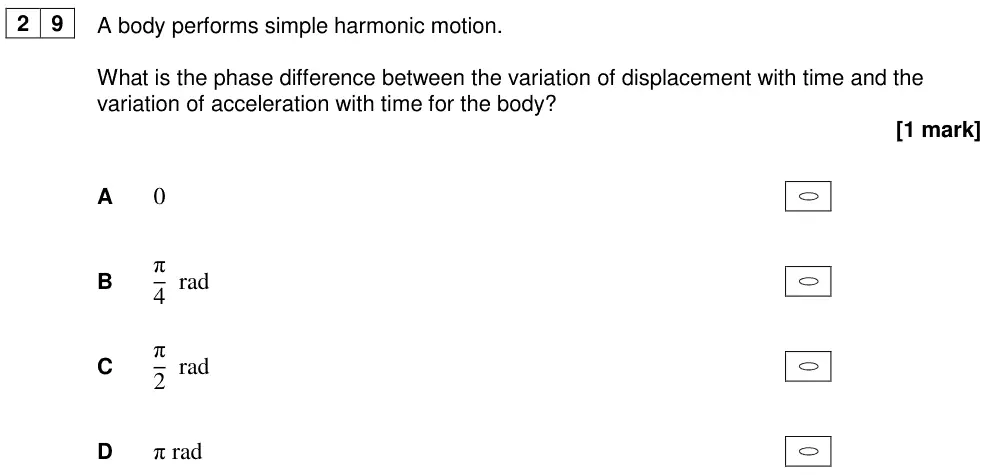 2 9 A body performs simple harmonic motion.
What is the phase difference between the variation of displacement with time and the
variation of acceleration with time for the body?
[1 mark]
A 0
B π/4 rad
C π/2 rad
D π rad